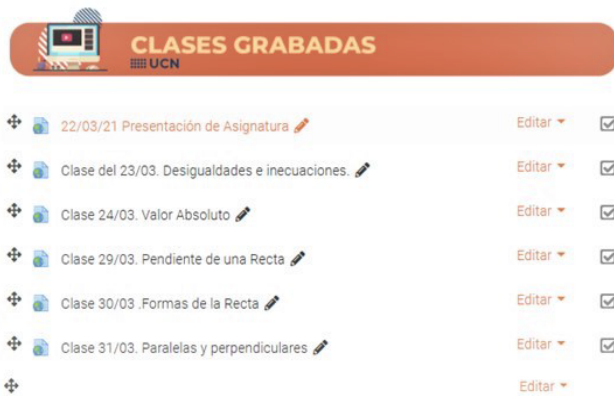 CLASES GRABADAS
UCN
22/03/21 Presentación de Asignatura
Editar
Clase del 23/03. Desigualdades e inecuaciones.
Editar
Clase 24/03. Valor Absoluto
Editar
Clase 29/03. Pendiente de una Recta
Editar
Clase 30/03 .Formas de la Recta
Editar
Clase 31/03. Paralelas y perpendiculares
Editar
Editar